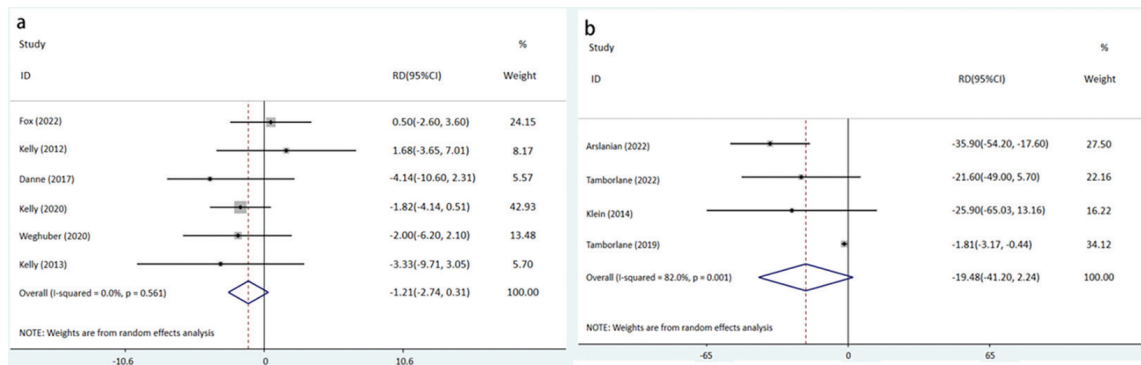 a
Study %
ID RD(95%CI) Weight
Fox (2022) 0.50(-2.60, 3.60) 24.15
Kelly (2012) 1.68(-3.65, 7.01) 8.17
Danne (2017) -4.14(-10.60, 2.31) 5.57
Kelly (2020) -1.82(-4.14, 0.51) 42.93
Weghuber (2020) -2.00(-6.20, 2.10) 13.48
Kelly (2013) -3.33(-9.71, 3.05) 5.70
Overall (I-squared = 0.0%, p = 0.561) -1.21(-2.74, 0.31) 100.00
NOTE: Weights are from random effects analysis
-10.6 0 10.6
b
Study %
ID RD(95%CI) Weight
Arslanian (2022) -35.90(-54.20, -17.60) 27.50
Tamborlane (2022) -21.60(-49.00, 5.70) 22.16
Klein (2014) -25.90(-65.03, 13.16) 16.22
Tamborlane (2019) -1.81(-3.17, -0.44) 34.12
Overall (I-squared = 82.0%, p = 0.001) -19.48(-41.20, 2.24) 100.00
NOTE: Weights are from random effects analysis
-65 0 65